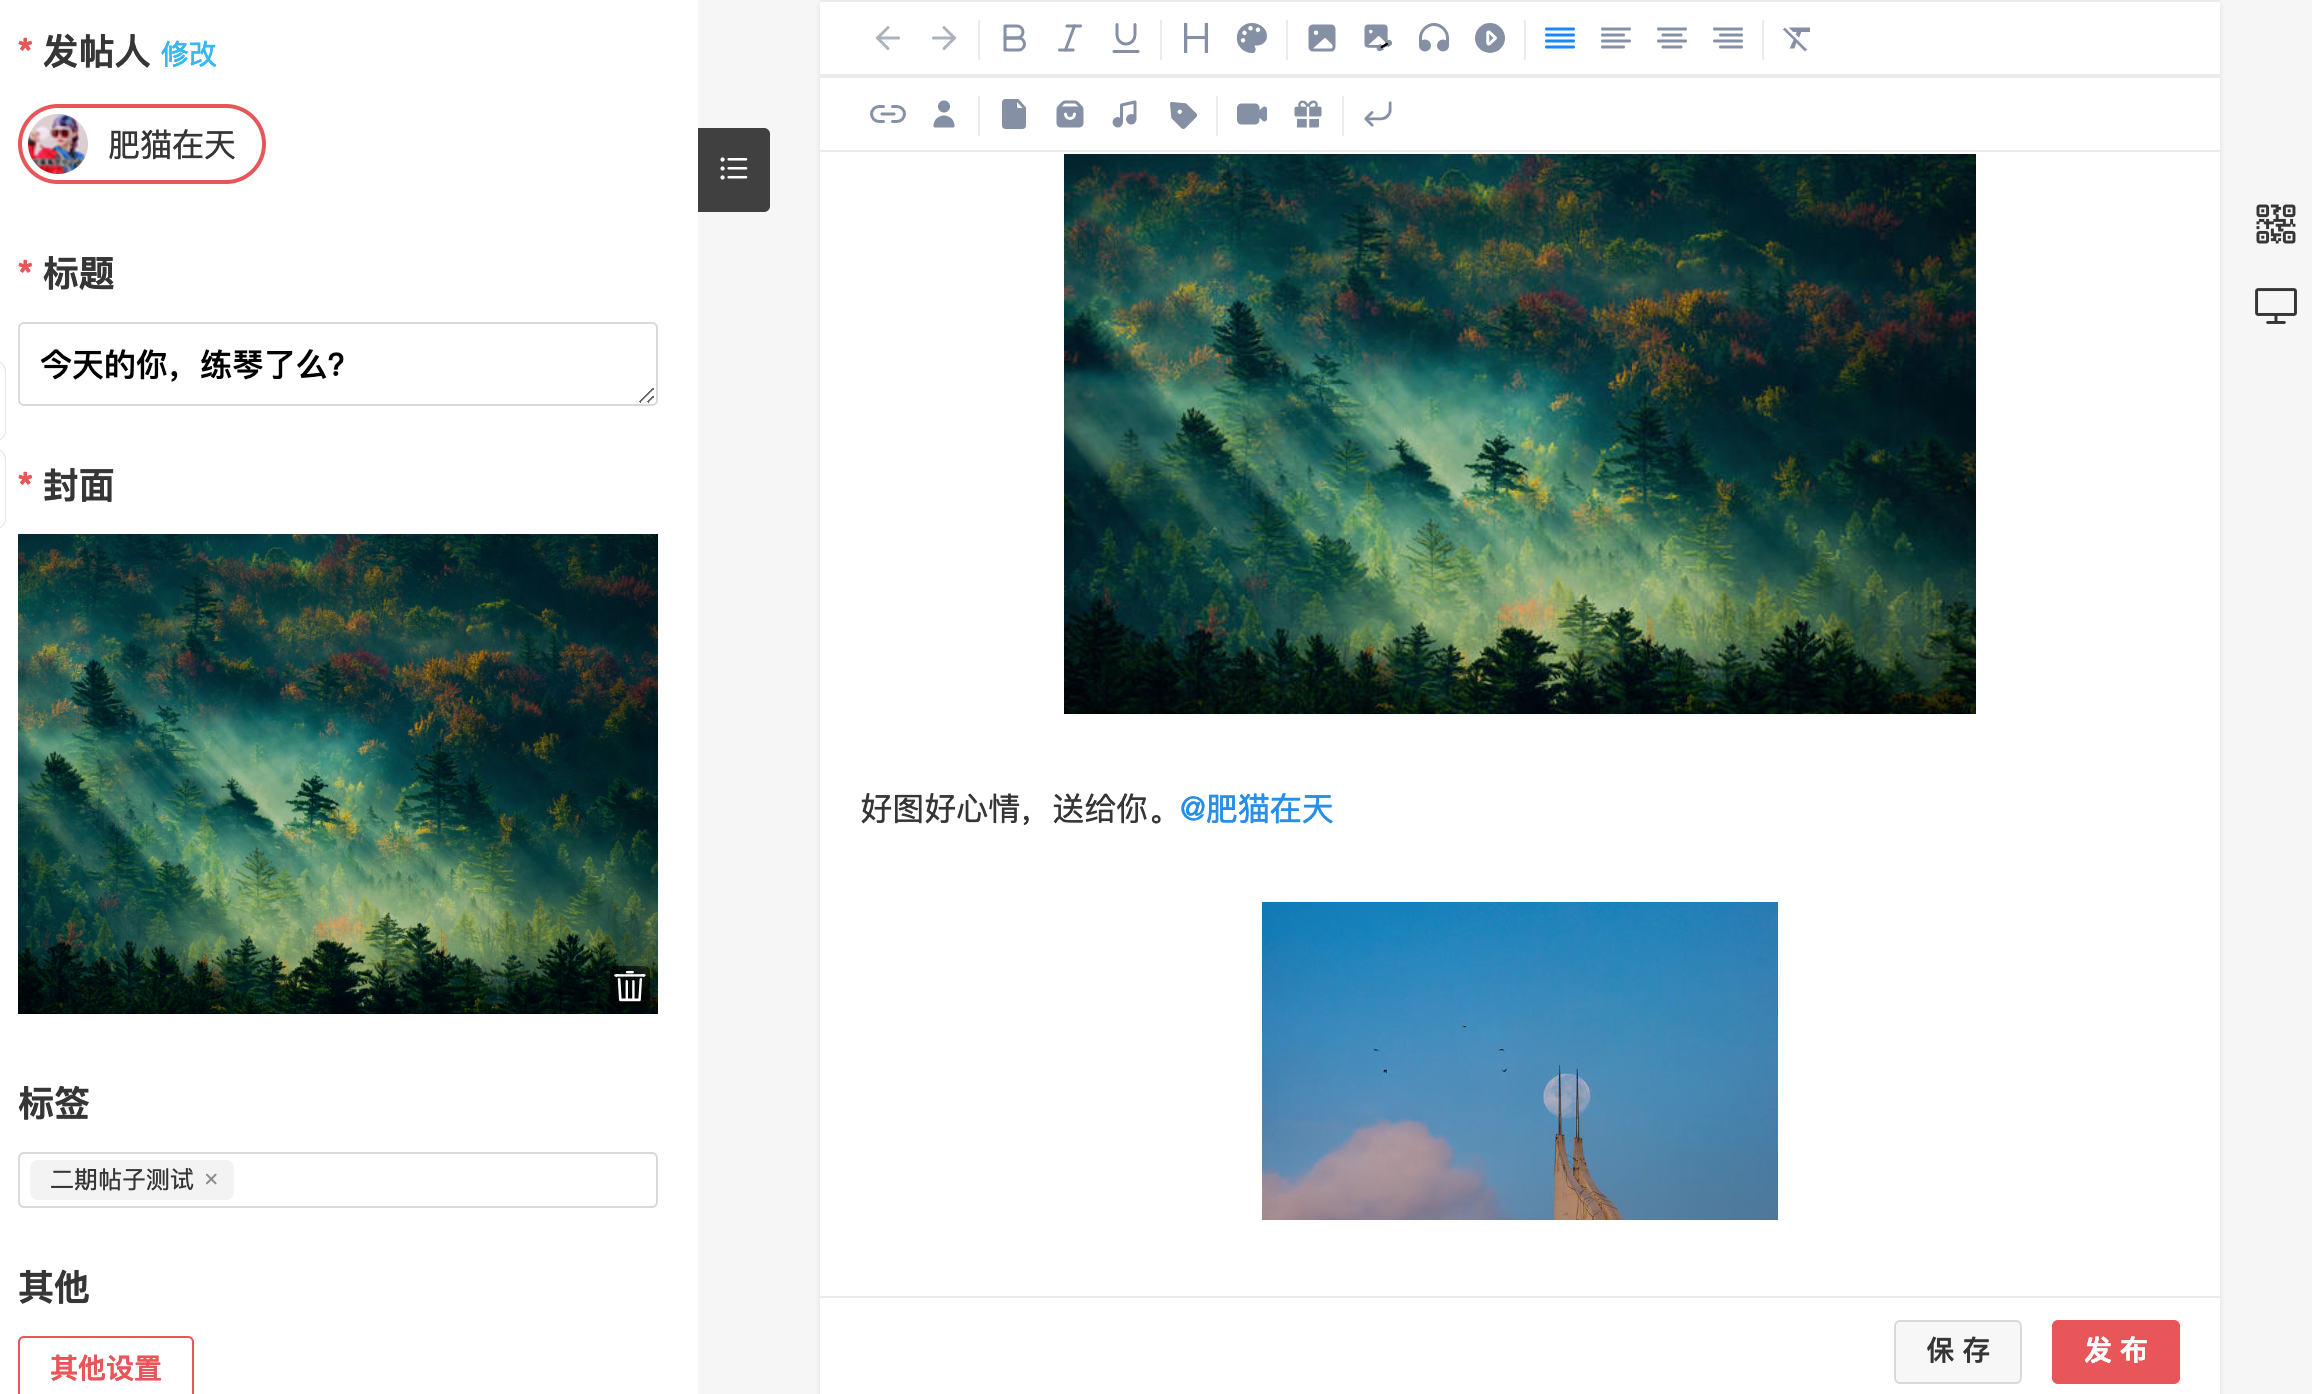 * 发帖人 修改
肥猫在天
* 标题
今天的你，练琴了么?
* 封面
标签
二期帖子测试 ×
其他
其他设置
B I U H
好图好心情，送给你。@肥猫在天
保 存
发 布